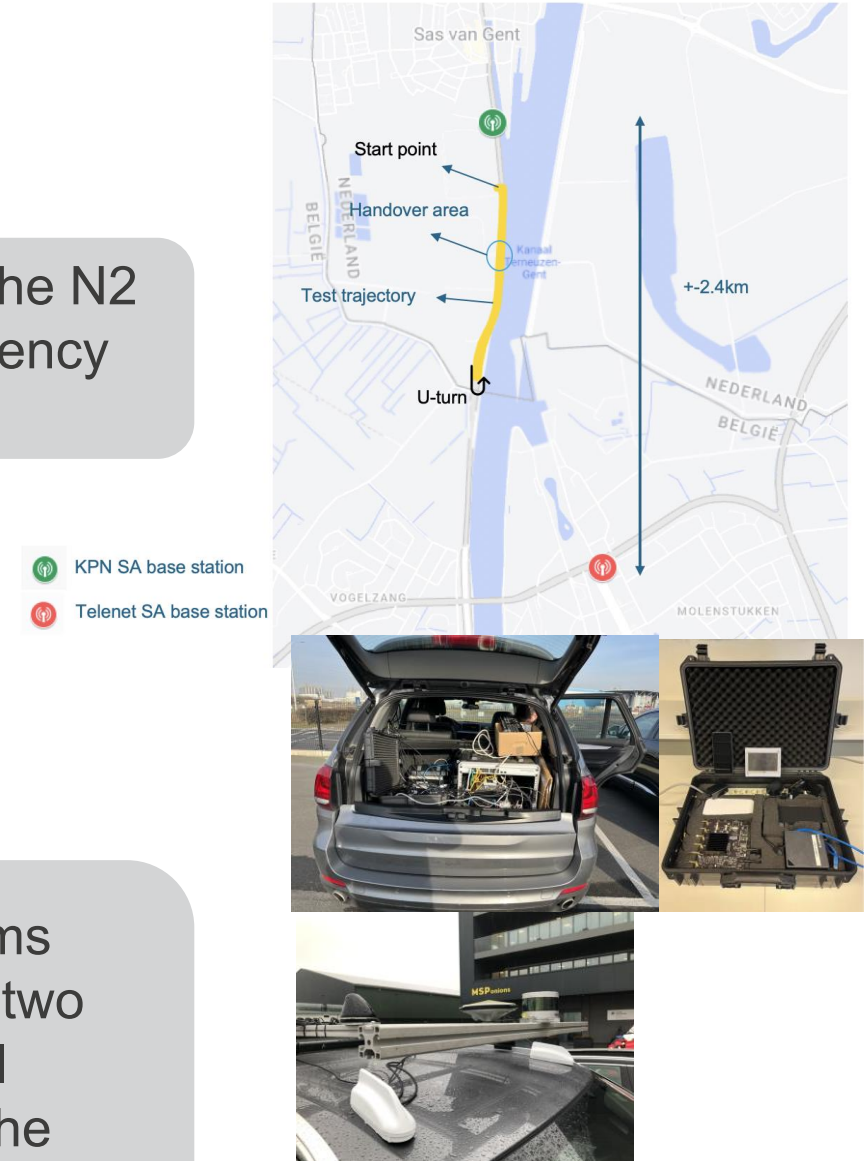 Sas van Gent
Start point
Handover area
BELGIË
NEDERLAND
Kanaal
Terneuzen-
Gent
Test trajectory
+-2.4km
he N2
ency
U-turn
NEDERLAND
BELGIË
KPN SA base station
Telenet SA base station
VOGELZANG
MOLENSTUKKEN
ms
two
he